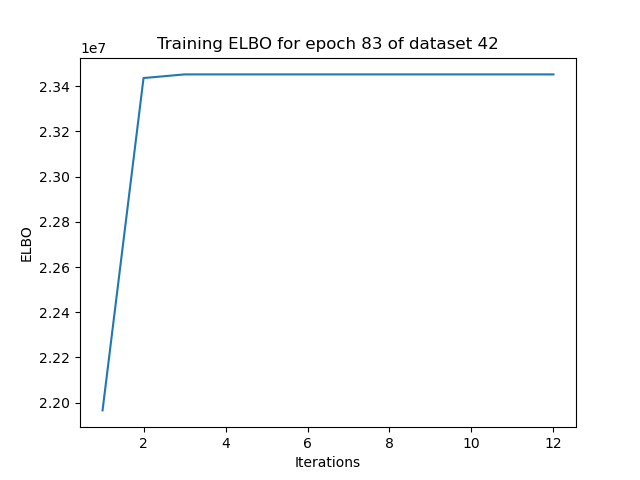 Training ELBO for epoch 83 of dataset 42
1e7
2.34
2.32
2.30
2.28
2.26
2.24
2.22
2.20
ELBO
2 4 6 8 10 12
Iterations